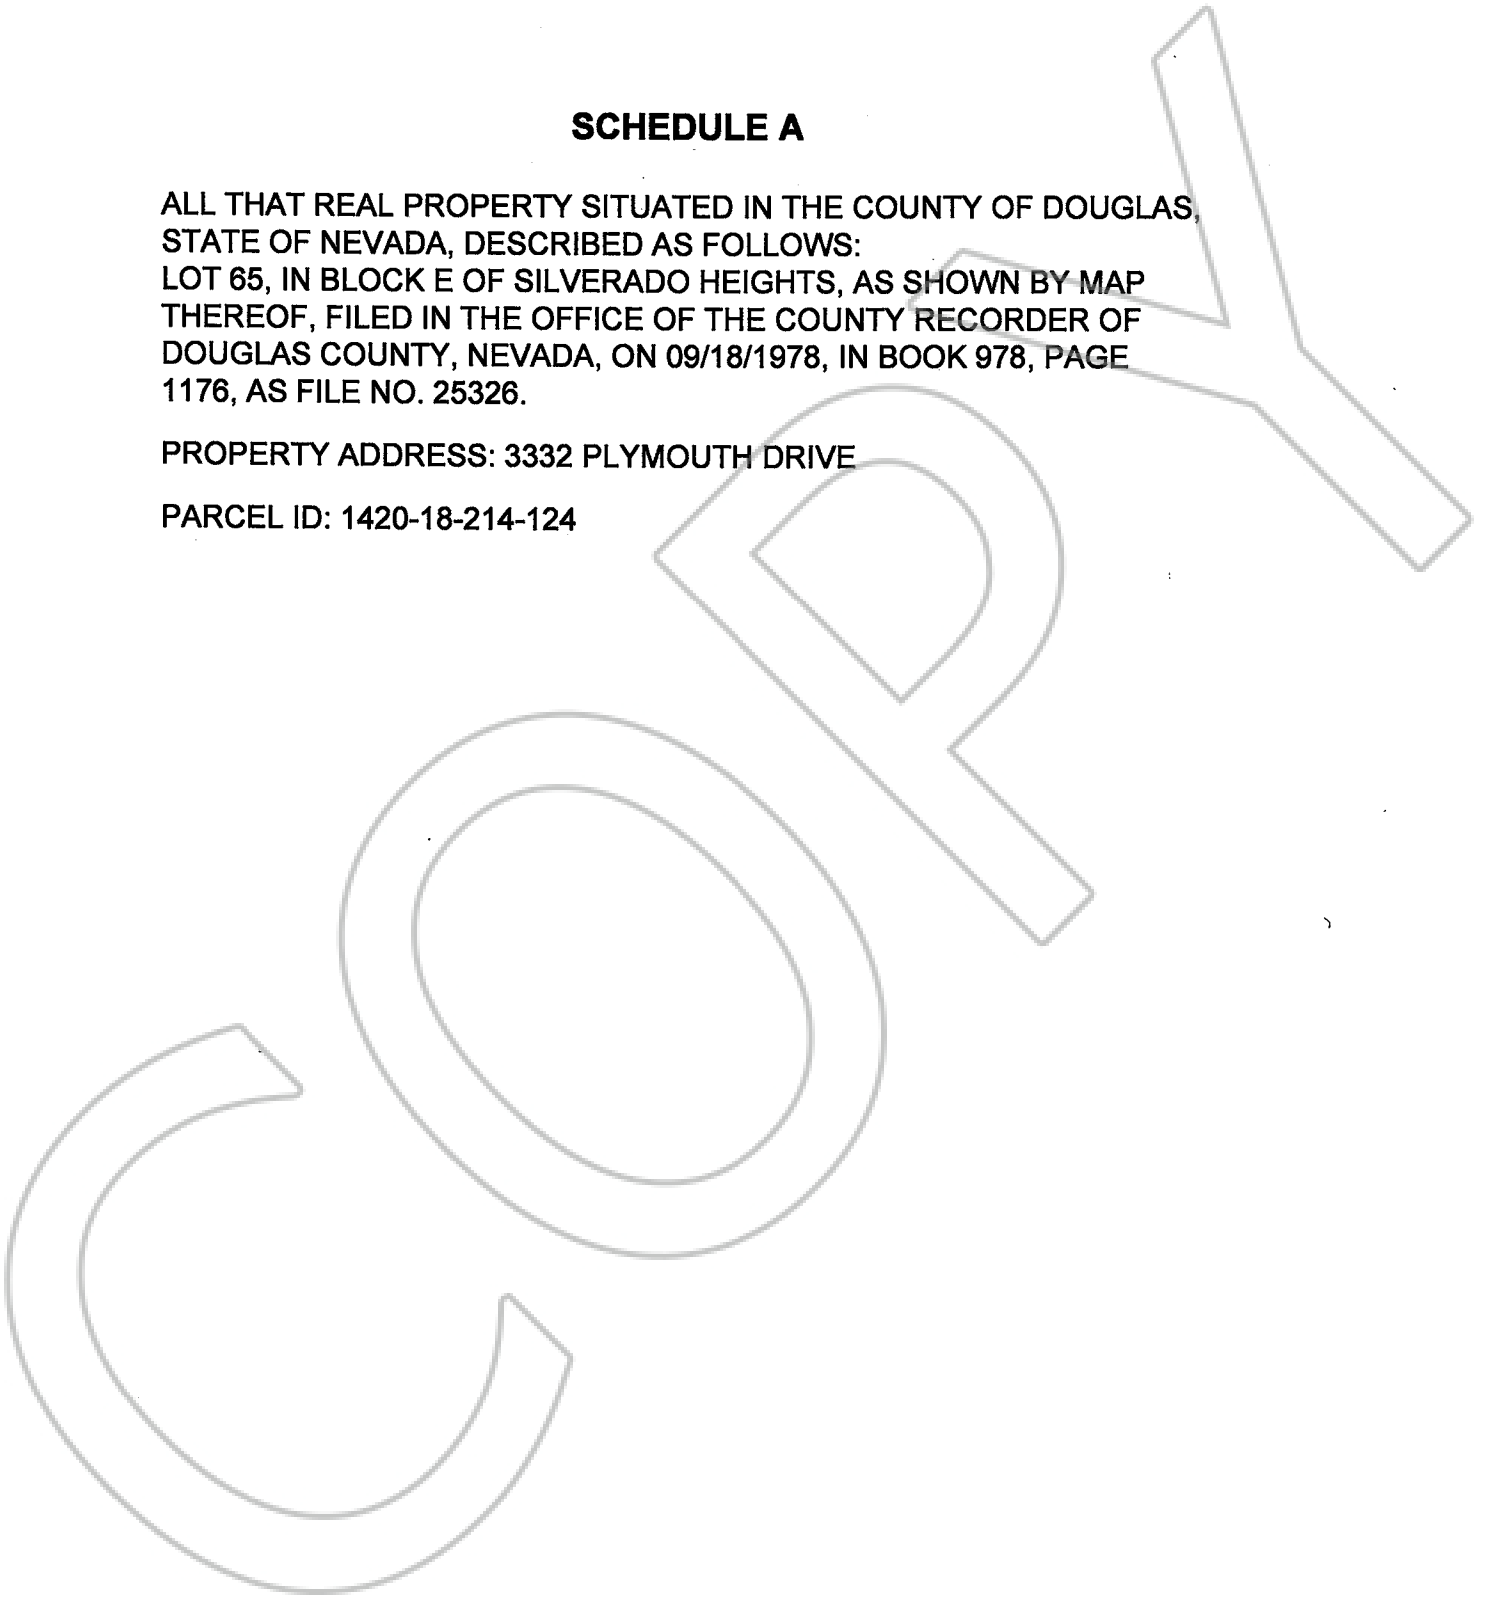 SCHEDULE A
ALL THAT REAL PROPERTY SITUATED IN THE COUNTY OF DOUGLAS,
STATE OF NEVADA, DESCRIBED AS FOLLOWS:
LOT 65, IN BLOCK E OF SILVERADO HEIGHTS, AS SHOWN BY MAP
THEREOF, FILED IN THE OFFICE OF THE COUNTY RECORDER OF
DOUGLAS COUNTY, NEVADA, ON 09/18/1978, IN BOOK 978, PAGE
1176, AS FILE NO. 25326.
PROPERTY ADDRESS: 3332 PLYMOUTH DRIVE
PARCEL ID: 1420-18-214-124
COPY